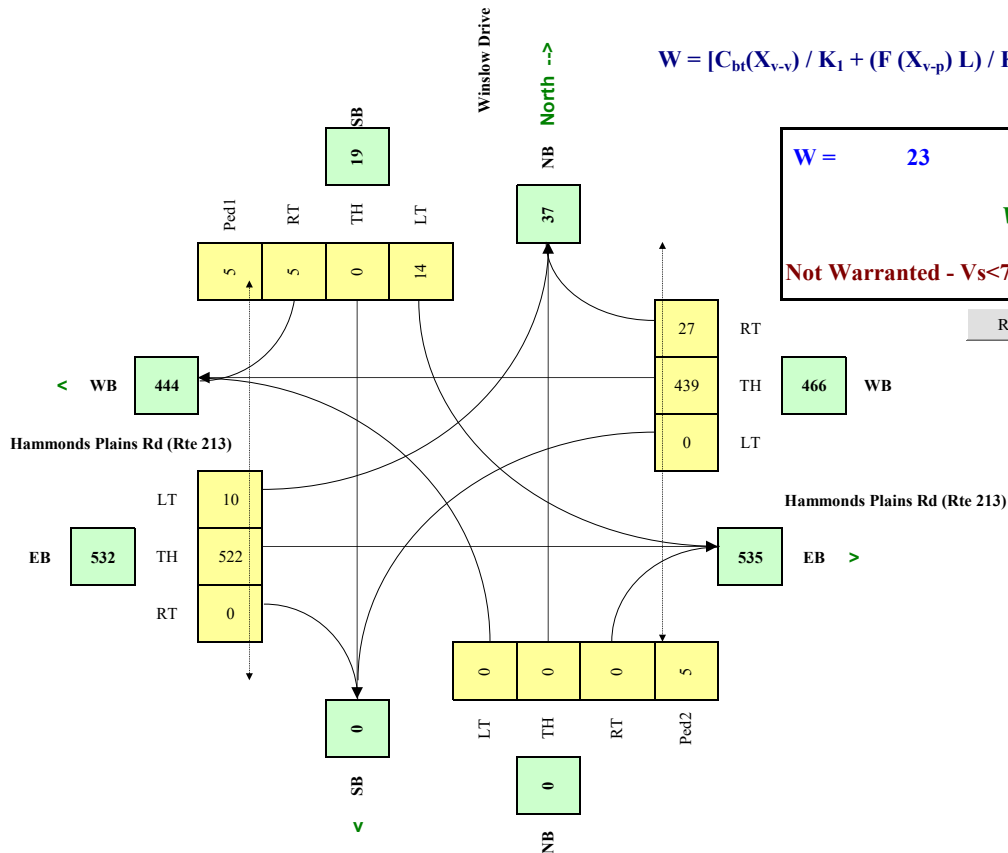 Winslow Drive
North -->
W = [Cbt(Xv-v) / K1 + (F (Xv-p) L) /
SB
19
NB
37
W = 23
Not Warranted - Vs<7
R
Ped1
RT
TH
LT
5
5
0
14
27
RT
439
TH
466
WB
0
LT
<
WB
444
Hammonds Plains Rd (Rte 213)
LT
10
EB
532
TH
522
RT
0
Hammonds Plains Rd (Rte 213)
535
EB
>
0
0
0
5
LT
TH
RT
Ped2
0
SB
v
0
NB